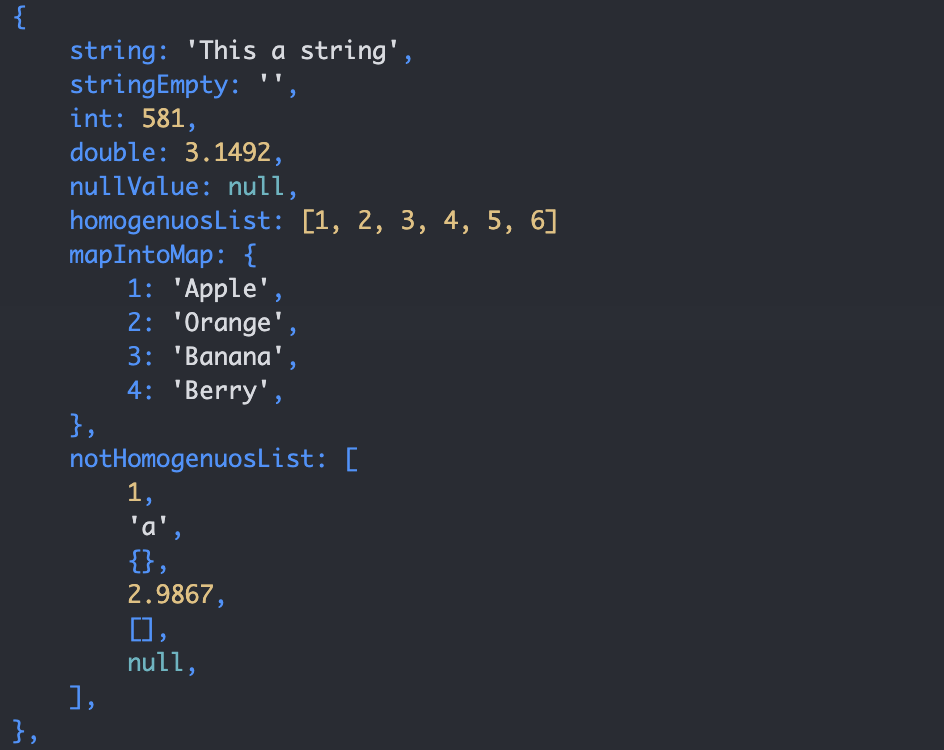 {
    string: 'This a string',
    stringEmpty: '',
    int: 581,
    double: 3.1492,
    nullValue: null,
    homogenuosList: [1, 2, 3, 4, 5, 6]
    mapIntoMap: {
        1: 'Apple',
        2: 'Orange',
        3: 'Banana',
        4: 'Berry',
    },
    notHomogenuosList: [
        1,
        'a',
        {},
        2.9867,
        [],
        null,
    ],
},